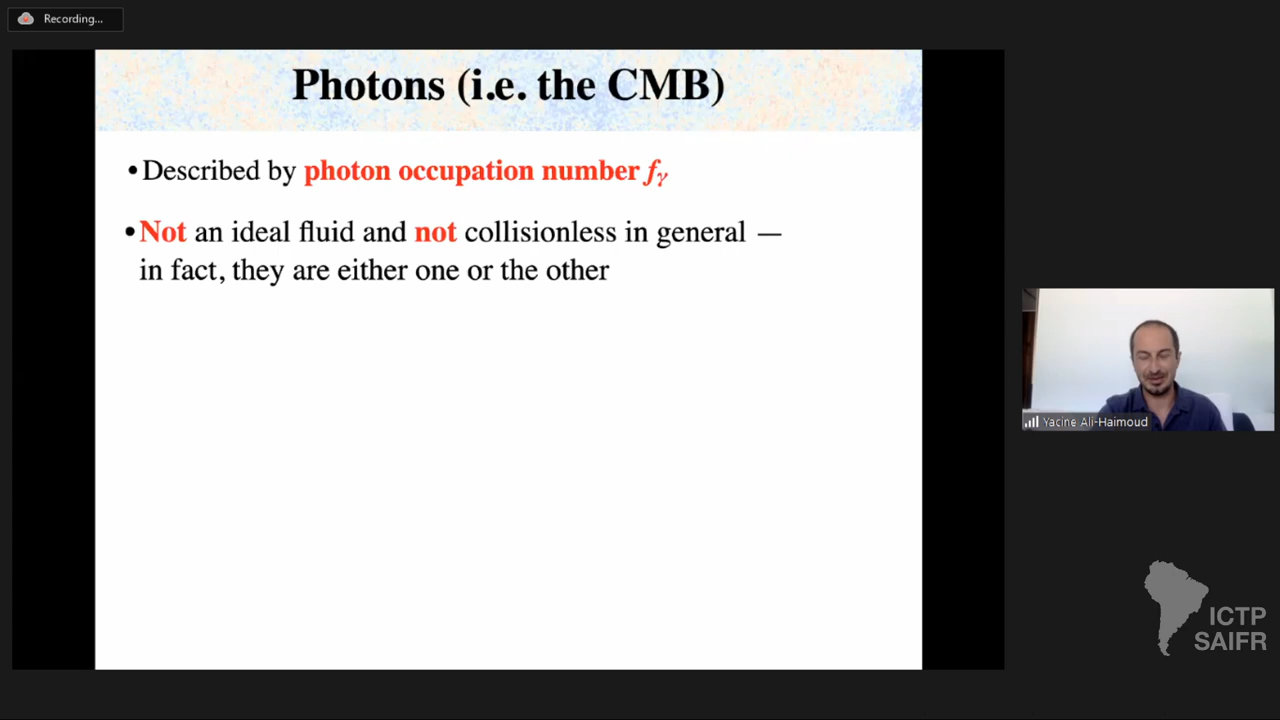 Recording...
Photons (i.e. the CMB)
•Described by photon occupation number fγ
•Not an ideal fluid and not collisionless in general —
in fact, they are either one or the other
Yacine Ali-Haimoud
ICTP
SAIFR